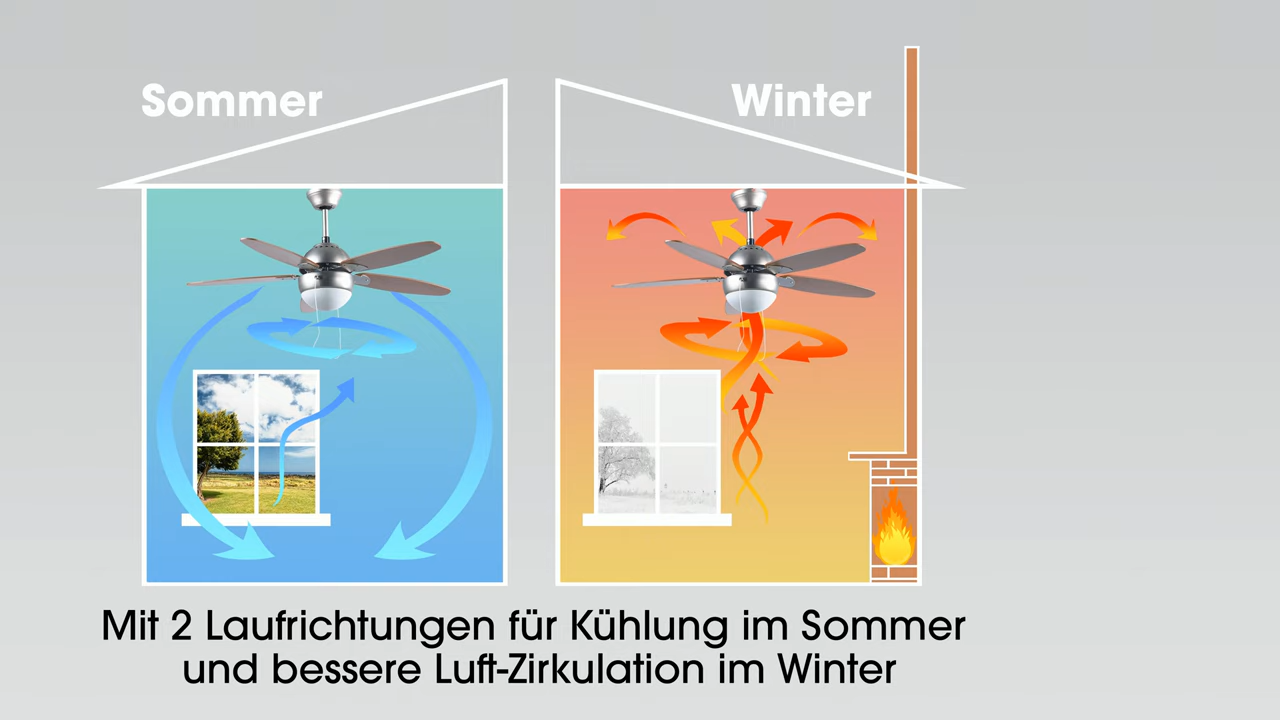 Sommer
Winter
Mit 2 Laufrichtungen für Kühlung im Sommer
und bessere Luft-Zirkulation im Winter